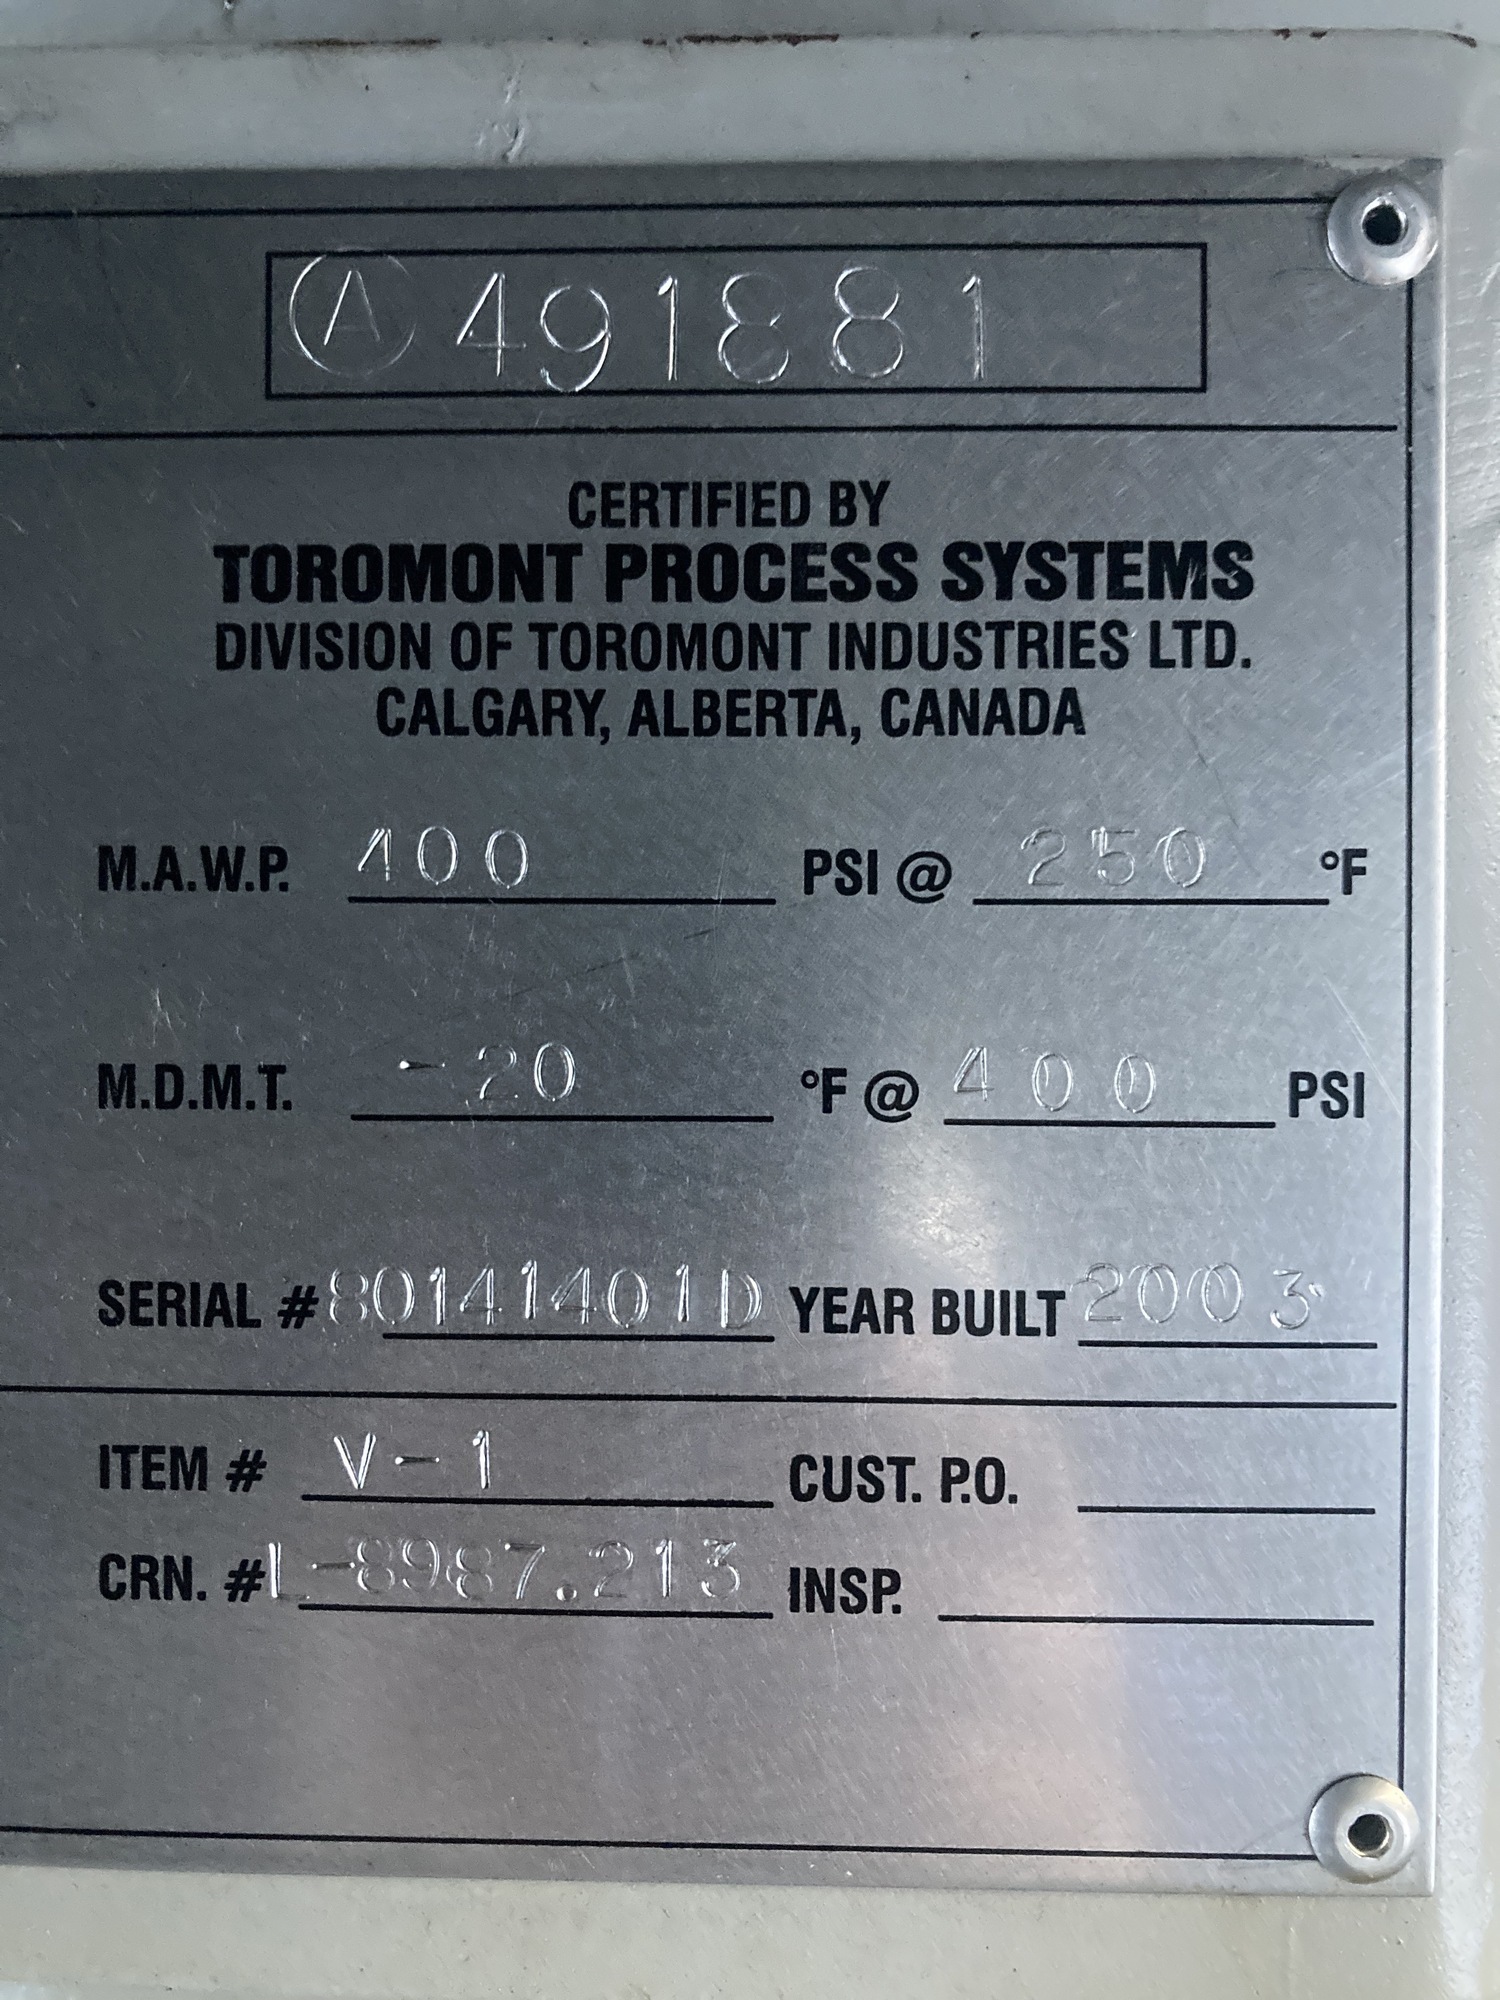 A 491881
CERTIFIED BY
TOROMONT PROCESS SYSTEMS
DIVISION OF TOROMONT INDUSTRIES LTD.
CALGARY, ALBERTA, CANADA
M.A.W.P. 400 PSI @ 250 °F
M.D.M.T. -20 °F @ 400 PSI
SERIAL # 80141401D YEAR BUILT 2003
ITEM # V-1 CUST. P.O.
CRN. # L-8987.213 INSP.